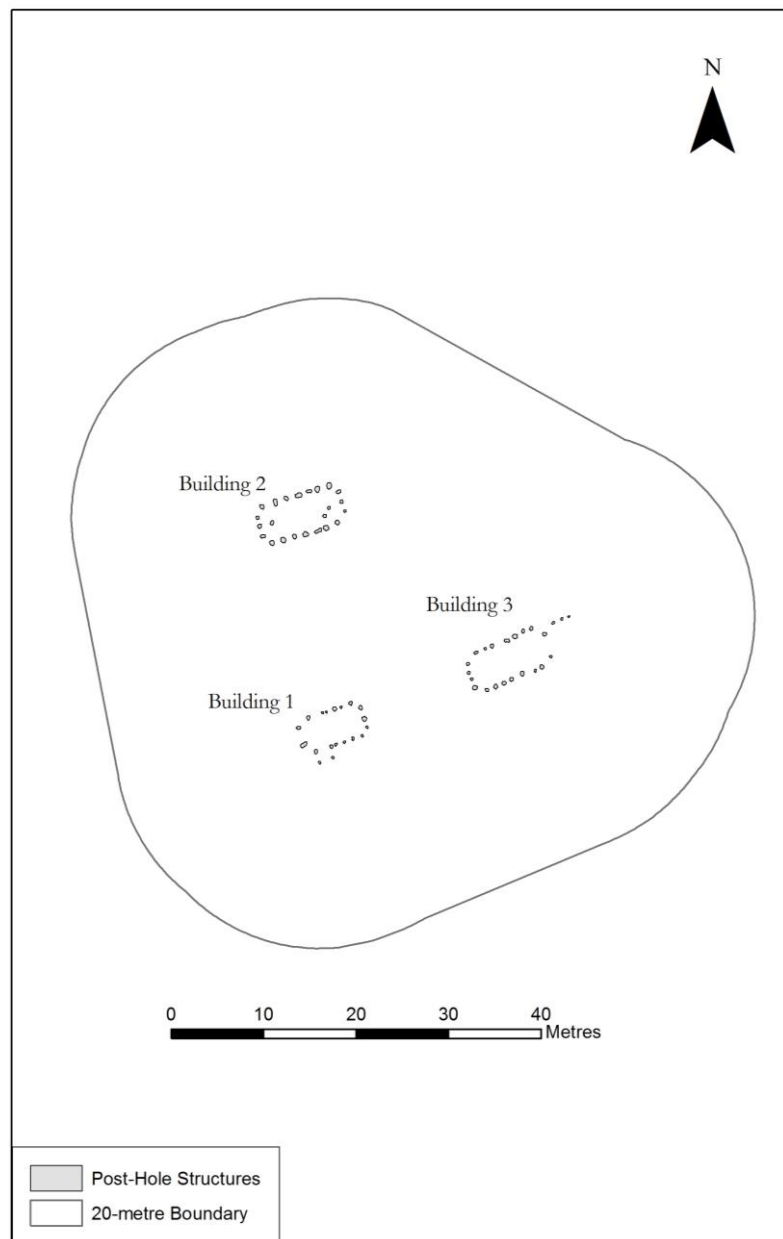 N
Building 2
Building 3
Building 1
0 10 20 30 40
Metres
Post-Hole Structures
20-metre Boundary